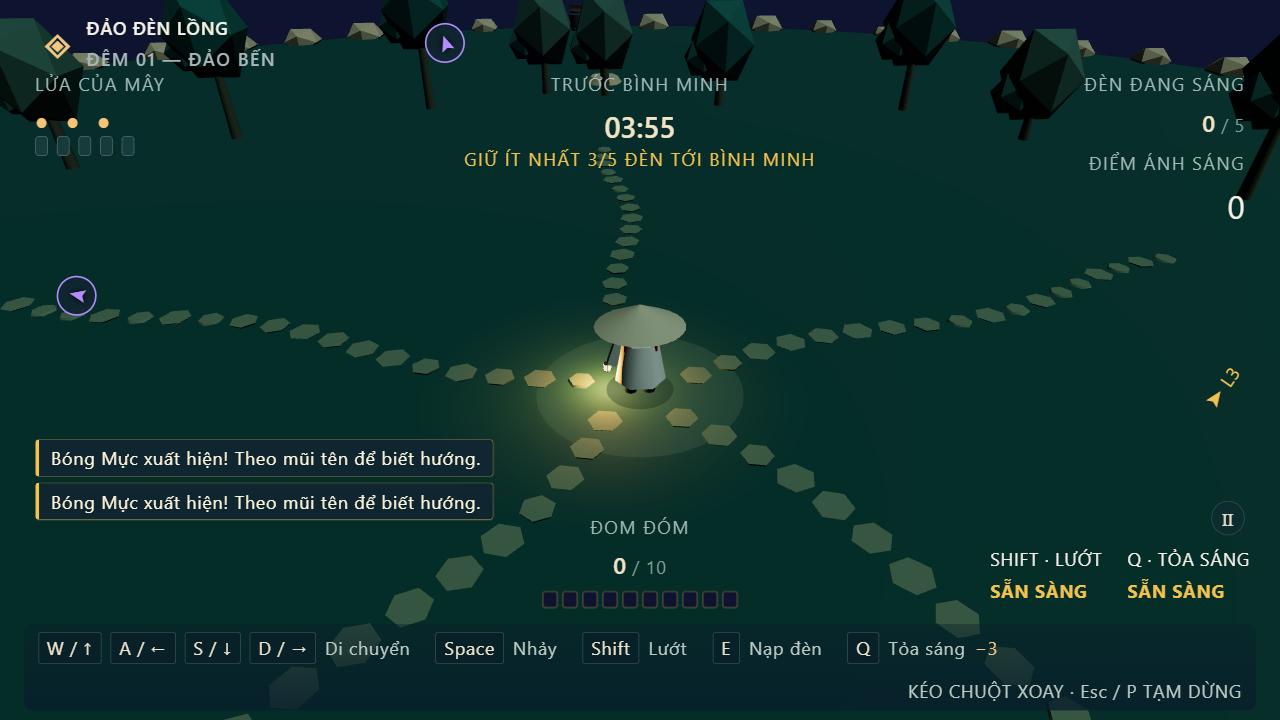 ĐẢO ĐÈN LỒNG
ĐÊM 01 — ĐẢO BẾN
LỬA CỦA MÂY
TRƯỚC BÌNH MINH
03:55
GIỮ ÍT NHẤT 3/5 ĐÈN TỚI BÌNH MINH
ĐÈN ĐANG SÁNG
0 / 5
ĐIỂM ÁNH SÁNG
0
L3
Bóng Mực xuất hiện! Theo mũi tên để biết hướng.
Bóng Mực xuất hiện! Theo mũi tên để biết hướng.
ĐOM ĐÓM
0 / 10
SHIFT · LƯỚT Q · TỎA SÁNG
SẴN SÀNG SẴN SÀNG
W / ↑ A / ← S / ↓ D / → Di chuyển Space Nhảy Shift Lướt E Nạp đèn Q Tỏa sáng −3
KÉO CHUỘT XOAY · Esc / P TẠM DỪNG